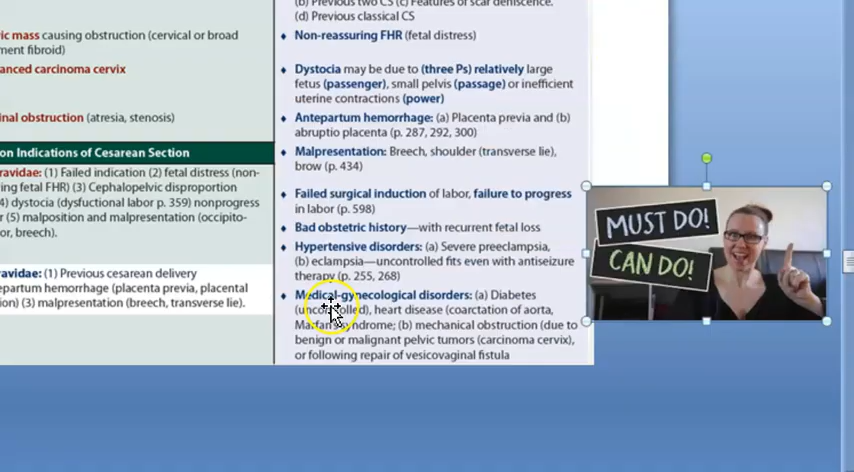 ric mass causing obstruction (cervical or broad
ment fibroid)
anced carcinoma cervix
inal obstruction (atresia, stenosis)
on Indications of Cesarean Section
ravidae: (1) Failed indication (2) fetal distress (non-
ing fetal FHR) (3) Cephalopelvic disproportion
4) dystocia (dysfuctional labor p. 359) nonprogress
r (5) malposition and malpresentation (occipito-
or, breech).
avidae: (1) Previous cesarean delivery
epartum hemorrhage (placenta previa, placental
ion) (3) malpresentation (breech, transverse lie).
(b) Previous two CS (c) Features of scar dehiscence.
(d) Previous classical CS
♦ Non-reassuring FHR (fetal distress)
♦ Dystocia may be due to (three Ps) relatively large
fetus (passenger), small pelvis (passage) or inefficient
uterine contractions (power)
♦ Antepartum hemorrhage: (a) Placenta previa and (b)
abruptio placenta (p. 287, 292, 300)
♦ Malpresentation: Breech, shoulder (transverse lie),
brow (p. 434)
♦ Failed surgical induction of labor, failure to progress
in labor (p. 598)
♦ Bad obstetric history—with recurrent fetal loss
♦ Hypertensive disorders: (a) Severe preeclampsia,
(b) eclampsia—uncontrolled fits even with antiseizure
therapy (p. 255, 268)
♦ Medical-gynecological disorders: (a) Diabetes
(uncontrolled), heart disease (coarctation of aorta,
Marfan's syndrome; (b) mechanical obstruction (due to
benign or malignant pelvic tumors (carcinoma cervix),
or following repair of vesicovaginal fistula
MUST DO!
CAN DO!